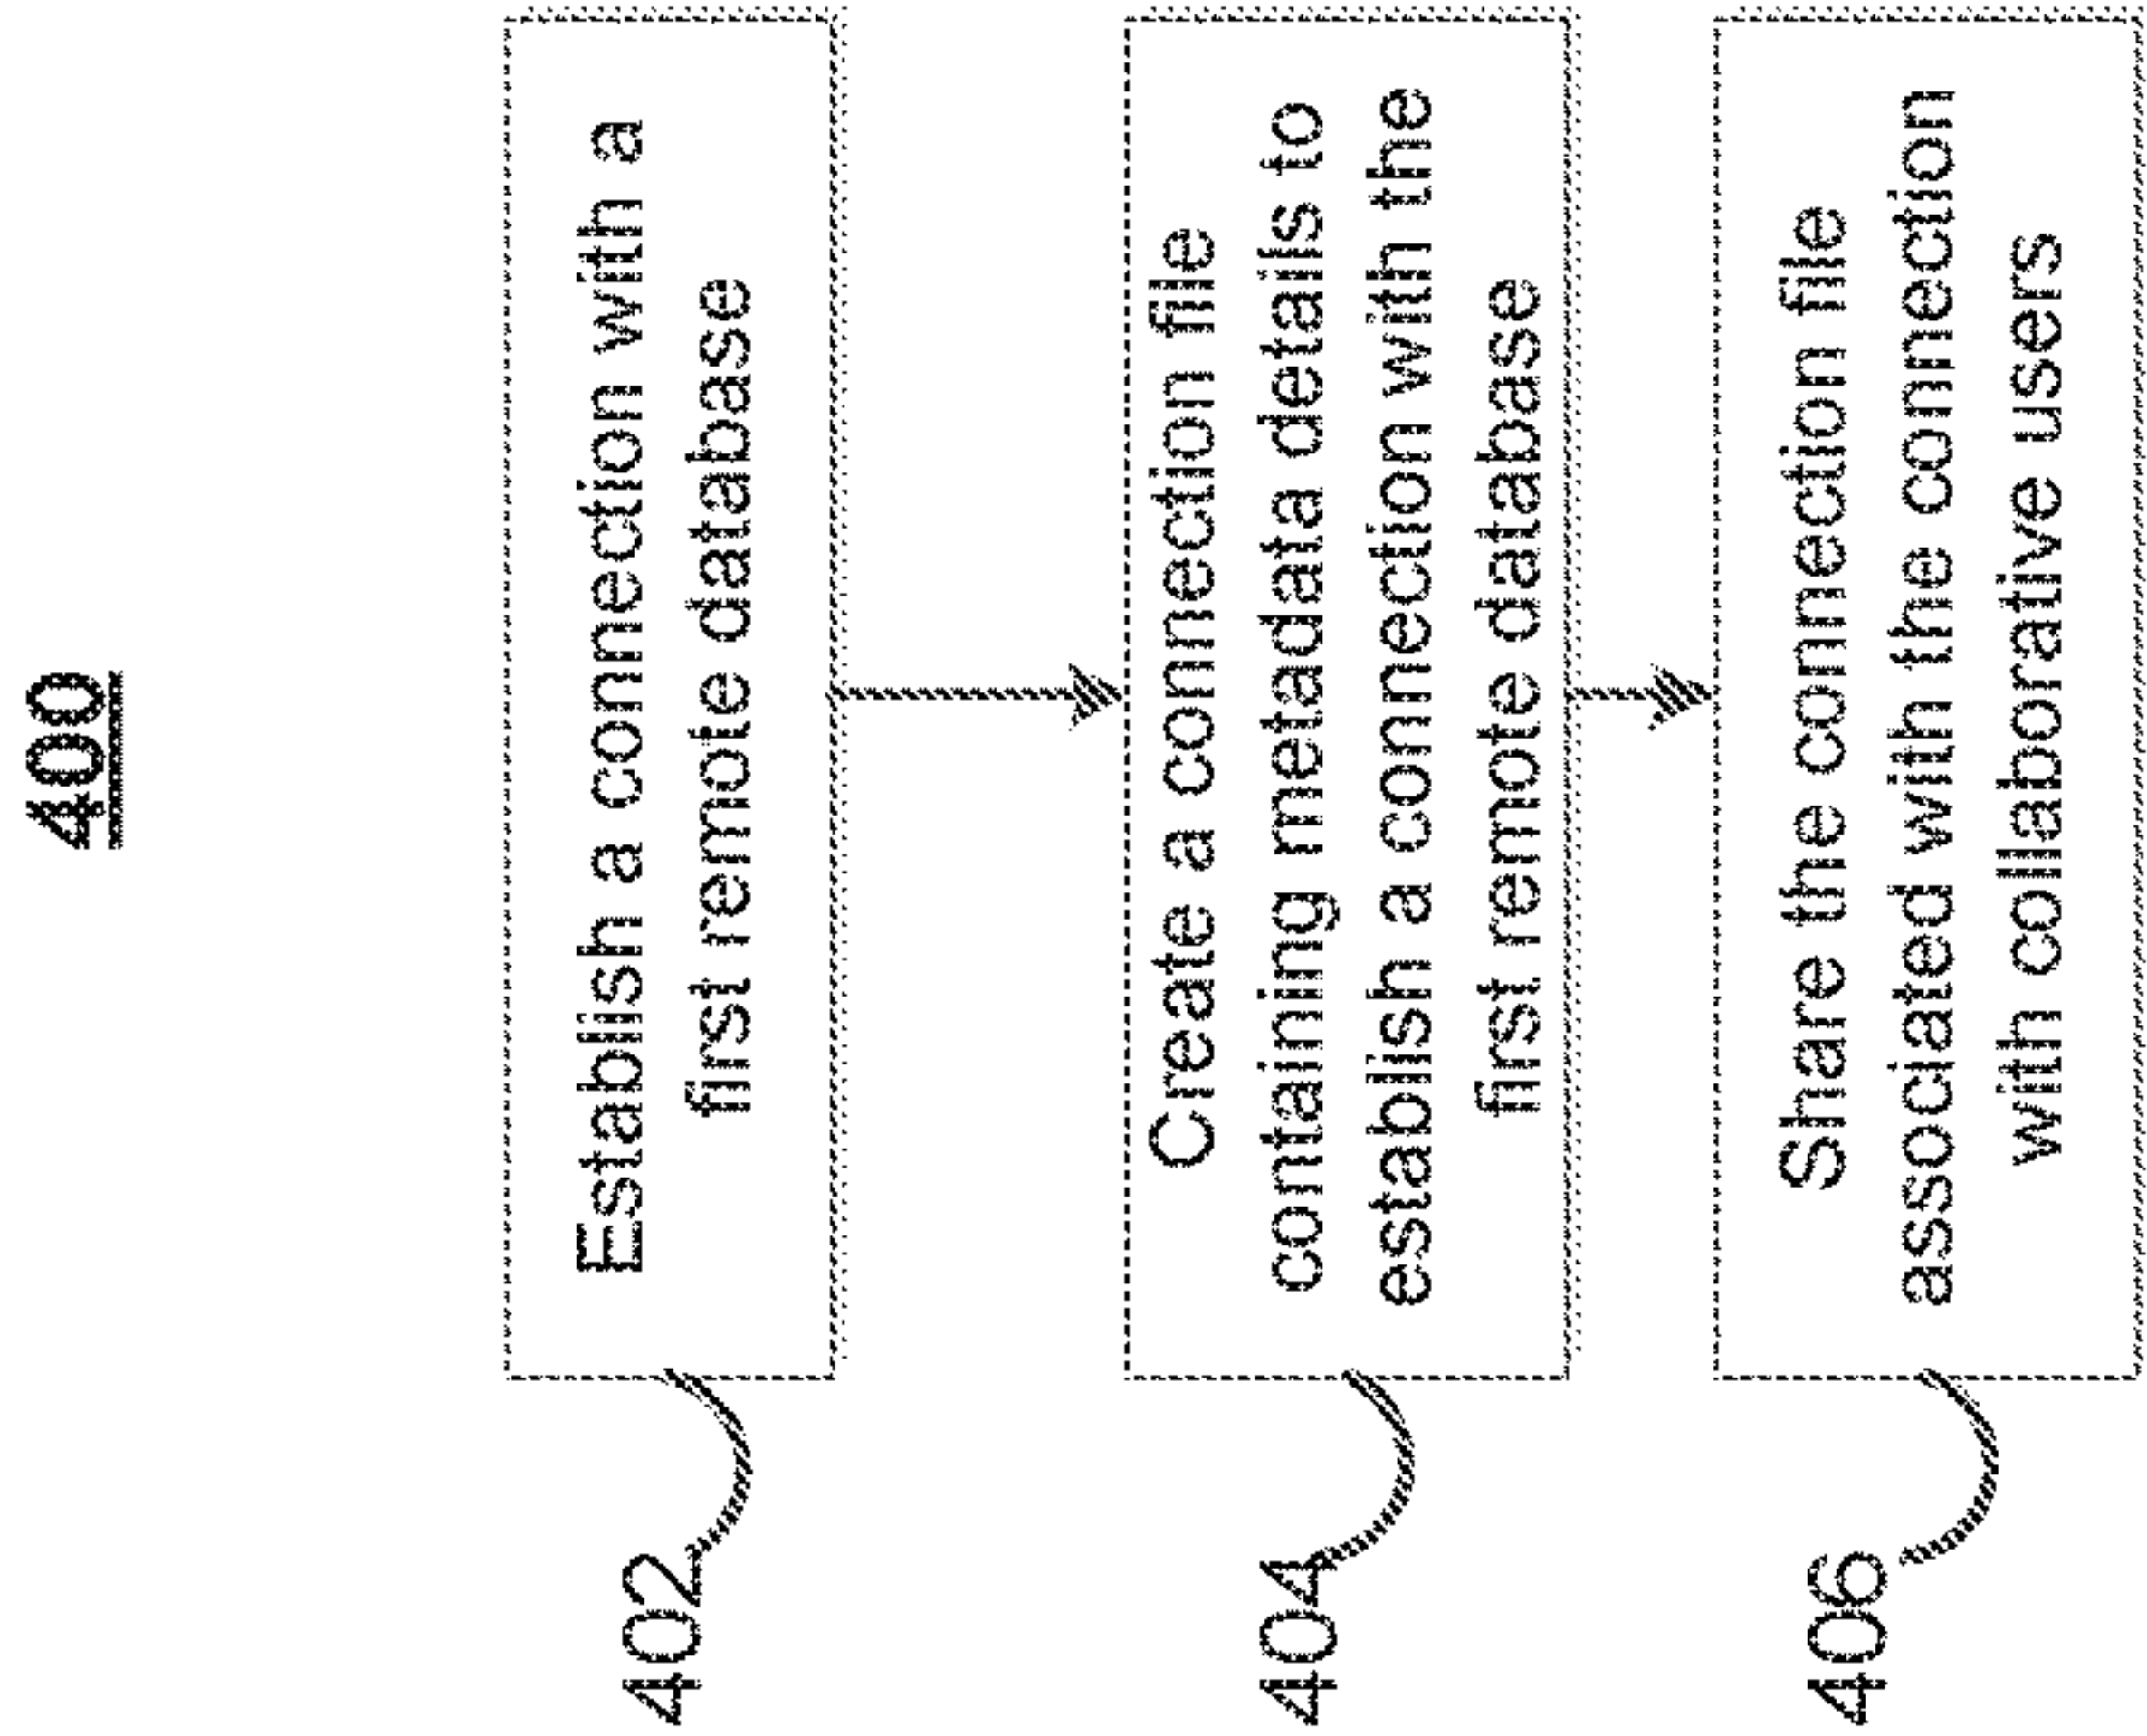 400
402
Establish a connection with a
first remote database
404
Create a connection file
containing metadata details to
establish a connection with the
first remote database
406
Share the connection file
associated with the connection
with collaborative users